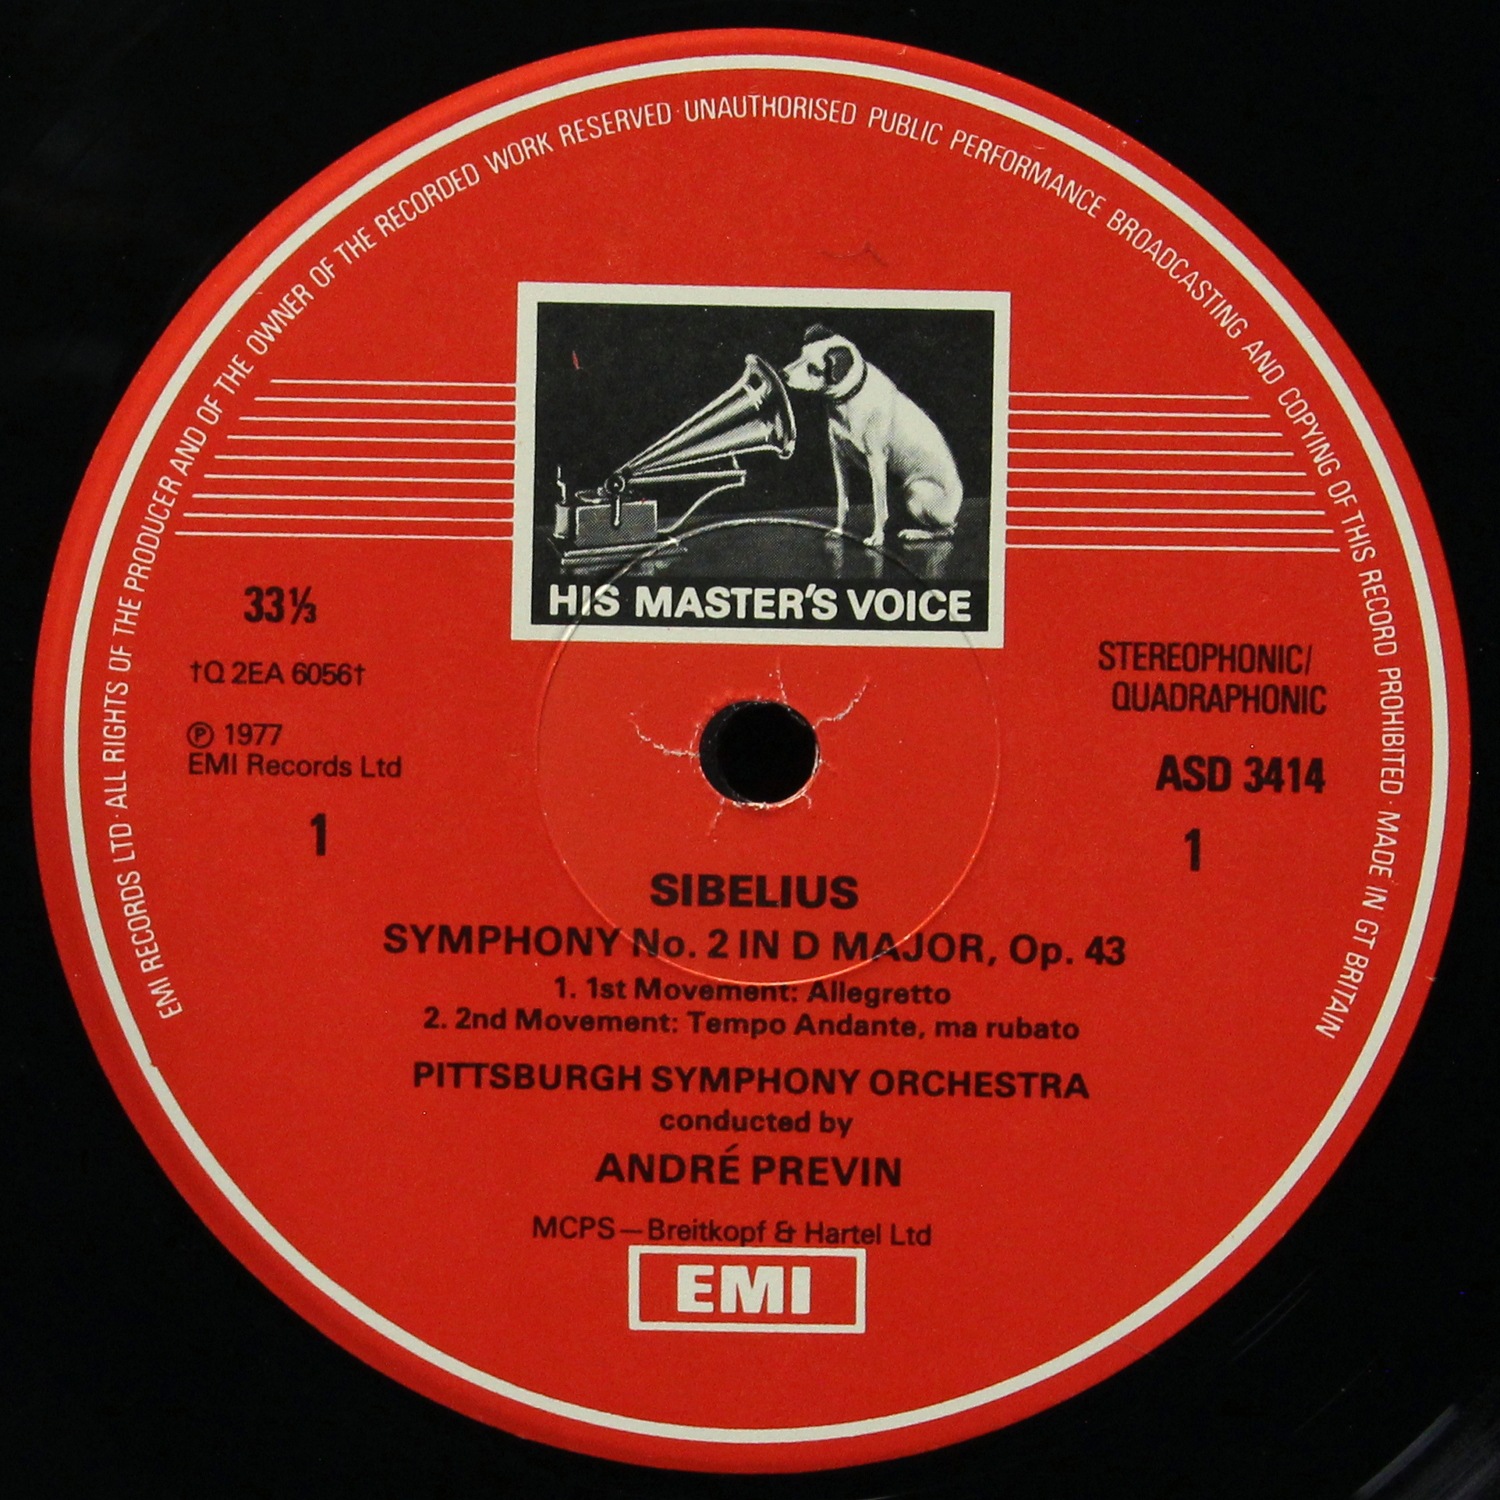 EMI RECORDS LTD · ALL RIGHTS OF THE PRODUCER AND OF THE OWNER OF THE RECORDED WORK RESERVED · UNAUTHORISED PUBLIC PERFORMANCE BROADCASTING AND COPYING OF THIS RECORD PROHIBITED · MADE IN GT BRITAIN
HIS MASTER'S VOICE
33⅓
†Q 2EA 6056†
℗ 1977
EMI Records Ltd
1
STEREOPHONIC/
QUADRAPHONIC
ASD 3414
1
SIBELIUS
SYMPHONY No. 2 IN D MAJOR, Op. 43
1. 1st Movement: Allegretto
2. 2nd Movement: Tempo Andante, ma rubato
PITTSBURGH SYMPHONY ORCHESTRA
conducted by
ANDRÉ PREVIN
MCPS—Breitkopf & Hartel Ltd
EMI